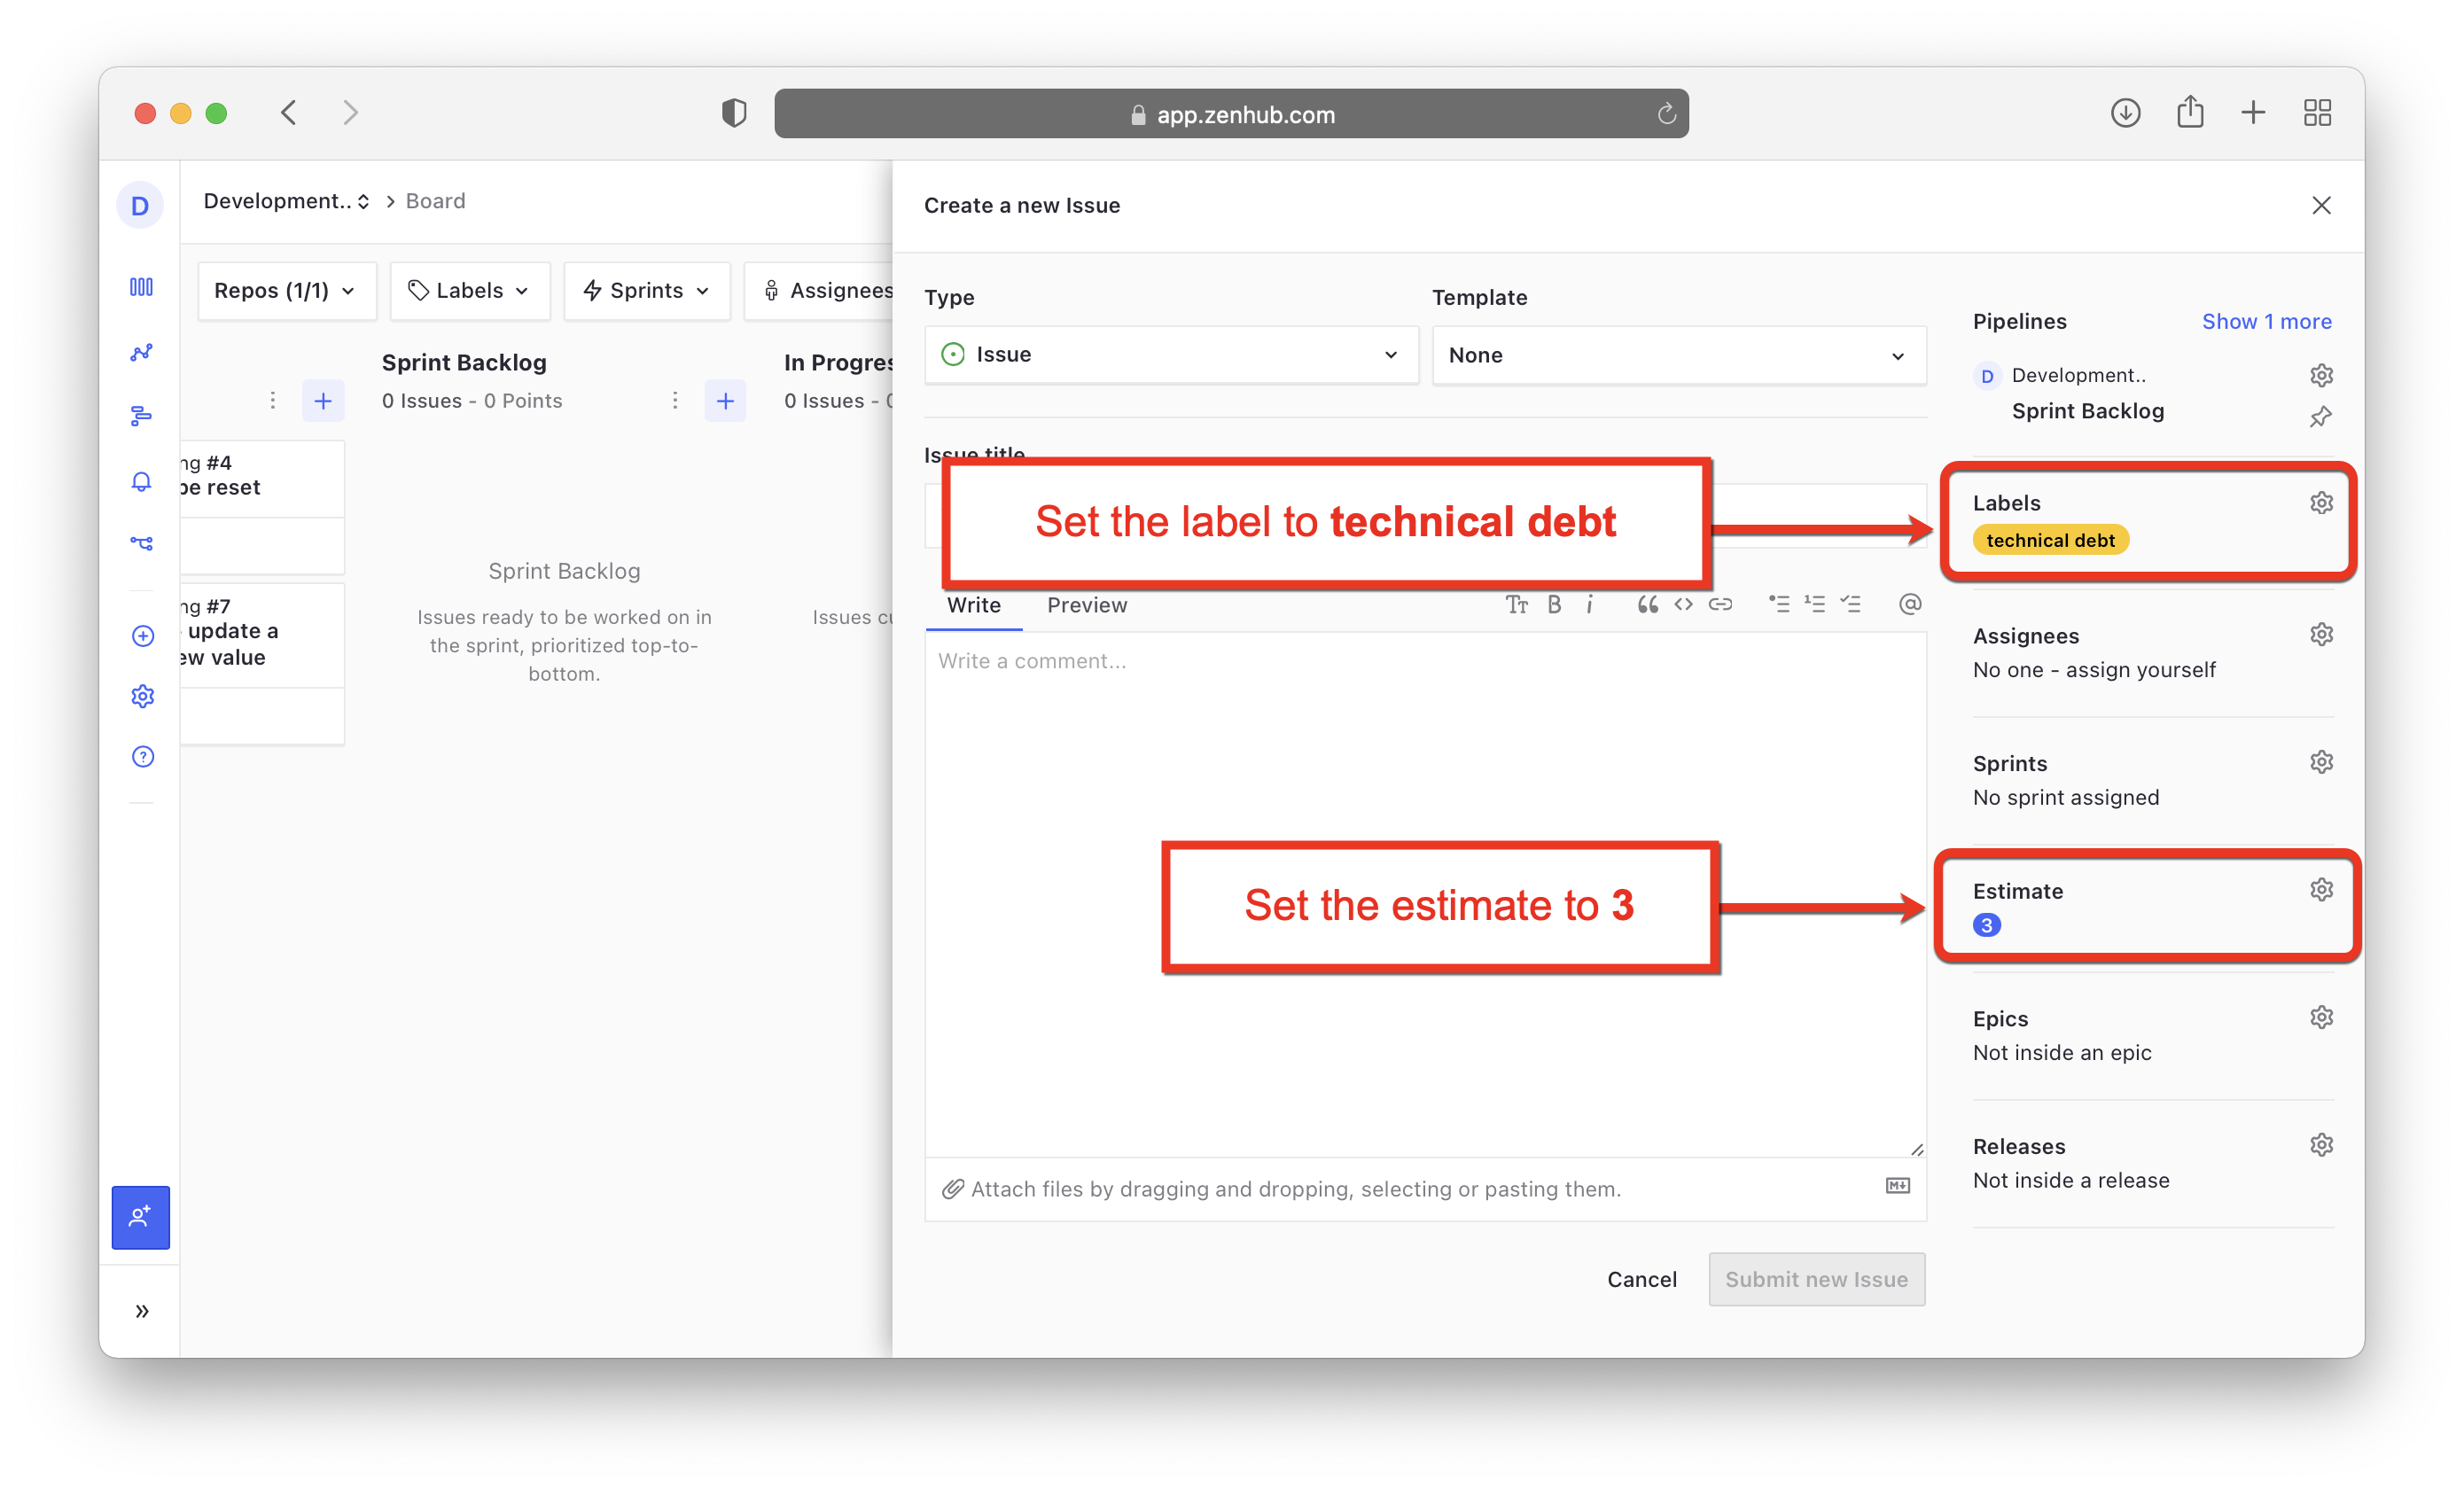 app.zenhub.com
D
Development.. > Board
Repos (1/1)
Labels
Sprints
Assignees
Sprint Backlog
0 Issues - 0 Points
In Progres
0 Issues -
ng #4
be reset
ng #7
update a
ew value
Sprint Backlog
Issues ready to be worked on in
the sprint, prioritized top-to-
bottom.
Issues cu
Create a new Issue
Type
Issue
Template
None
Issue title
Set the label to technical debt
Write
Preview
Write a comment...
Set the estimate to 3
Attach files by dragging and dropping, selecting or pasting them.
Cancel
Submit new Issue
Pipelines
Show 1 more
D
Development..
Sprint Backlog
Labels
technical debt
Assignees
No one - assign yourself
Sprints
No sprint assigned
Estimate
3
Epics
Not inside an epic
Releases
Not inside a release